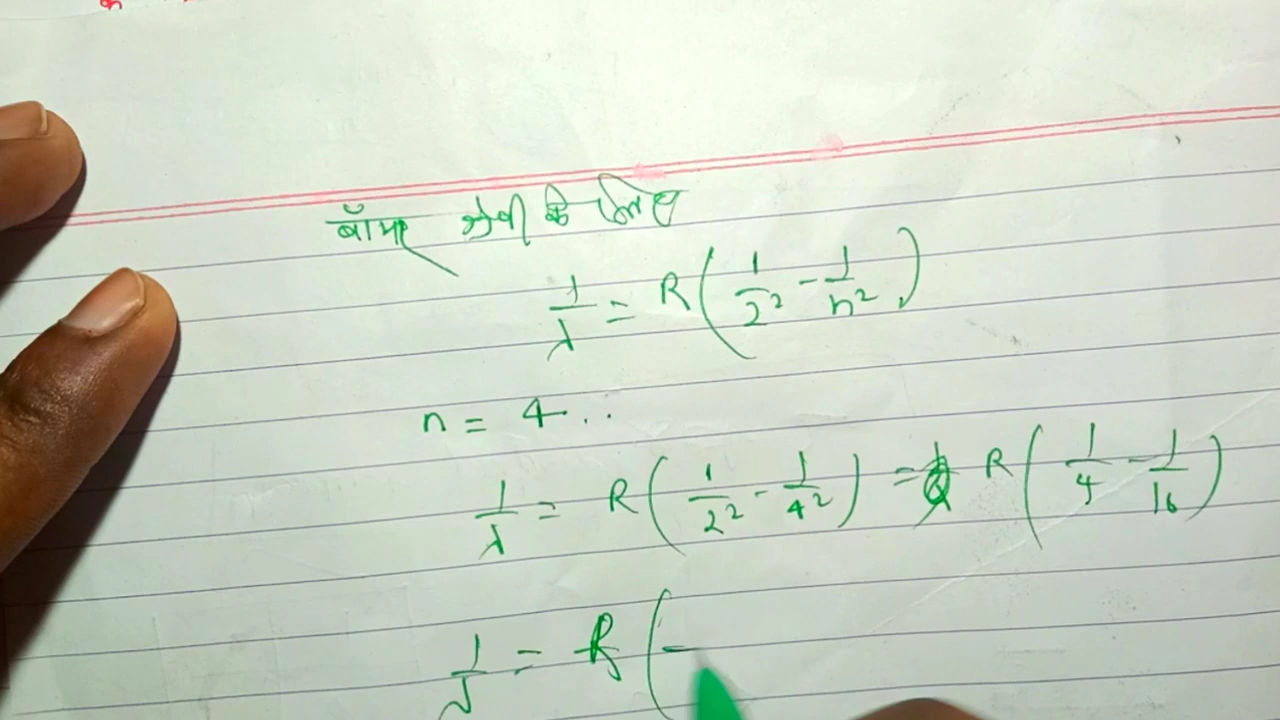 बॉमर श्रेणी के लिए
1/λ = R(1/2² - 1/n²)
n = 4..
1/λ = R(1/2² - 1/4²) = R(1/4 - 1/16)
1/λ = R(